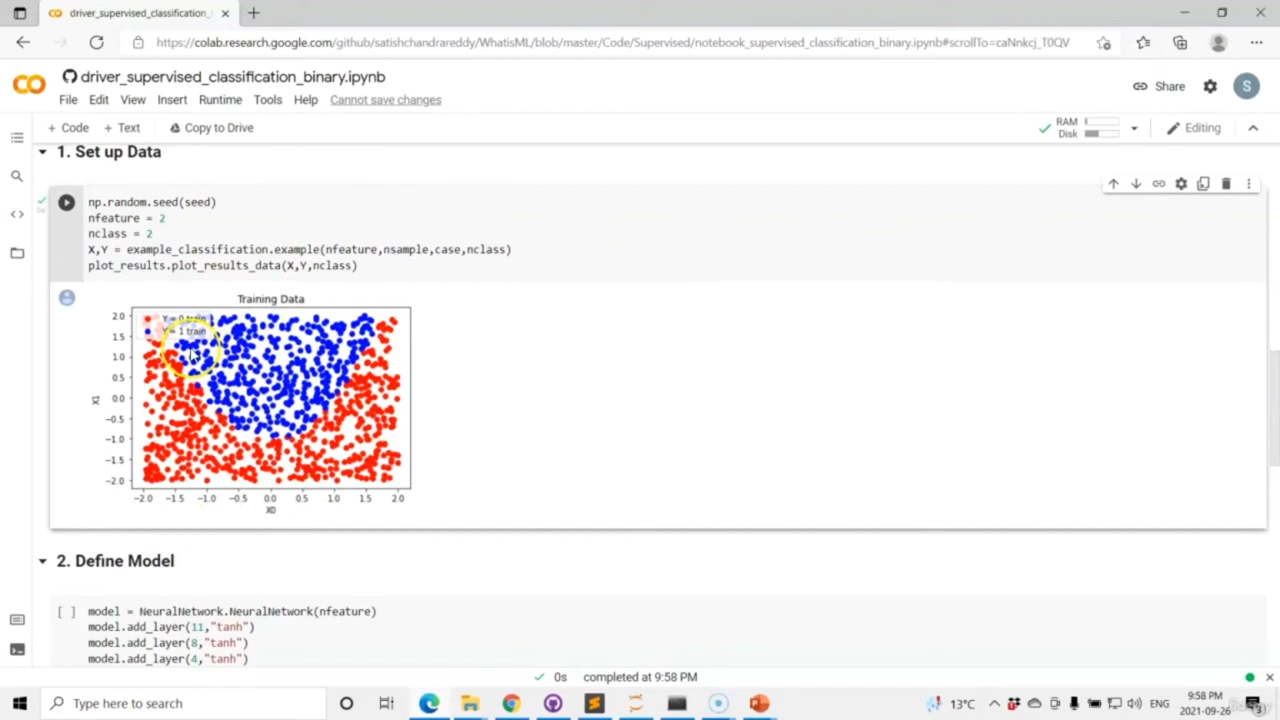 driver_supervised_classification_
https://colab.research.google.com/github/satishchandrareddy/WhatisML/blob/master/Code/Supervised/notebook_supervised_classification_binary.ipynb#scrollTo=caNnkcj_T0QV
driver_supervised_classification_binary.ipynb
Share
S
File Edit View Insert Runtime Tools Help Cannot save changes
+ Code + Text Copy to Drive
RAM
Disk
Editing
1. Set up Data
0s
np.random.seed(seed)
nfeature = 2
nclass = 2
X,Y = example_classification.example(nfeature,nsample,case,nclass)
plot_results.plot_results_data(X,Y,nclass)
Training Data
Y = 0 train
= 1 train
2.0
1.5
1.0
0.5
0.0
−0.5
−1.0
−1.5
−2.0
X1
−2.0 −1.5 −1.0 −0.5 0.0 0.5 1.0 1.5 2.0
X0
2. Define Model
[ ] model = NeuralNetwork.NeuralNetwork(nfeature)
model.add_layer(11,"tanh")
model.add_layer(8,"tanh")
model.add_layer(4,"tanh")
0s completed at 9:58 PM
Type here to search
13°C
ENG
9:58 PM
2021-09-26